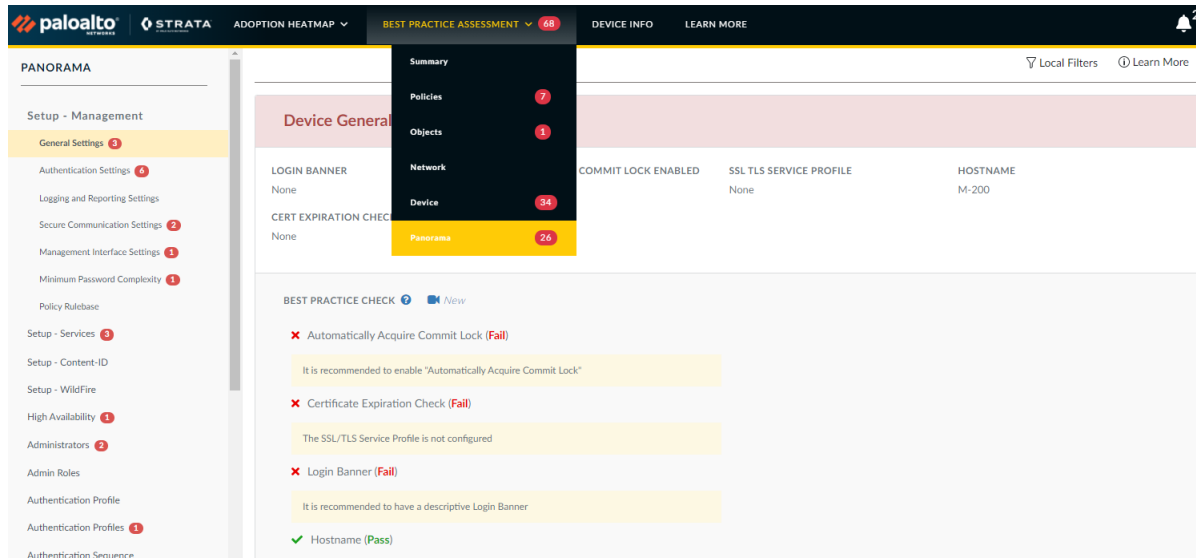 paloalto NETWORKS STRATA ADOPTION HEATMAP BEST PRACTICE ASSESSMENT 68 DEVICE INFO LEARN MORE
PANORAMA
Setup - Management
General Settings 3
Authentication Settings 6
Logging and Reporting Settings
Secure Communication Settings 2
Management Interface Settings 1
Minimum Password Complexity 1
Policy Rulebase
Setup - Services 3
Setup - Content-ID
Setup - WildFire
High Availability 1
Administrators 2
Admin Roles
Authentication Profile
Authentication Profiles 1
Authentication Sequence
Summary
Policies 7
Objects 1
Network
Device 34
Panorama 26
Local Filters Learn More
Device General
LOGIN BANNER
None
COMMIT LOCK ENABLED
SSL TLS SERVICE PROFILE
None
HOSTNAME
M-200
CERT EXPIRATION CHEC
None
BEST PRACTICE CHECK ? New
Automatically Acquire Commit Lock (Fail)
It is recommended to enable "Automatically Acquire Commit Lock"
Certificate Expiration Check (Fail)
The SSL/TLS Service Profile is not configured
Login Banner (Fail)
It is recommended to have a descriptive Login Banner
Hostname (Pass)